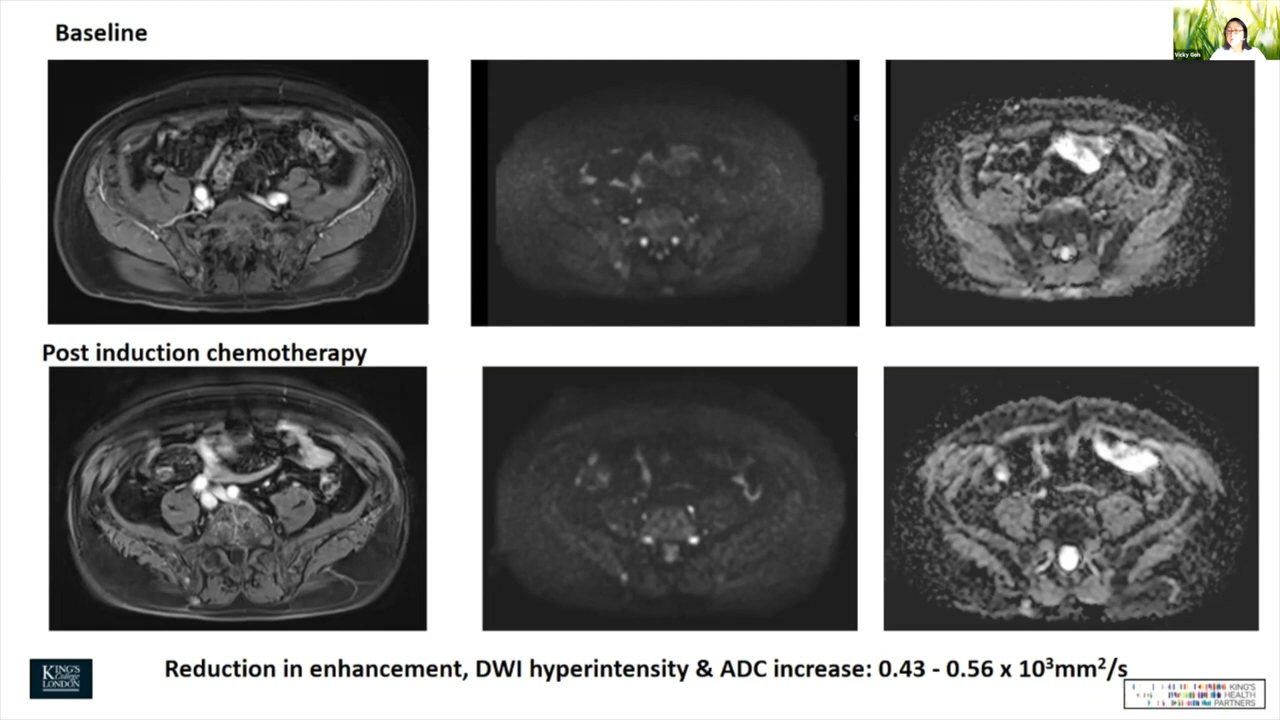 Baseline
Vicky Goh
Post induction chemotherapy
Reduction in enhancement, DWI hyperintensity & ADC increase: 0.43 - 0.56 x 10³mm²/s
KING'S
College
LONDON
KING'S
HEALTH
PARTNERS